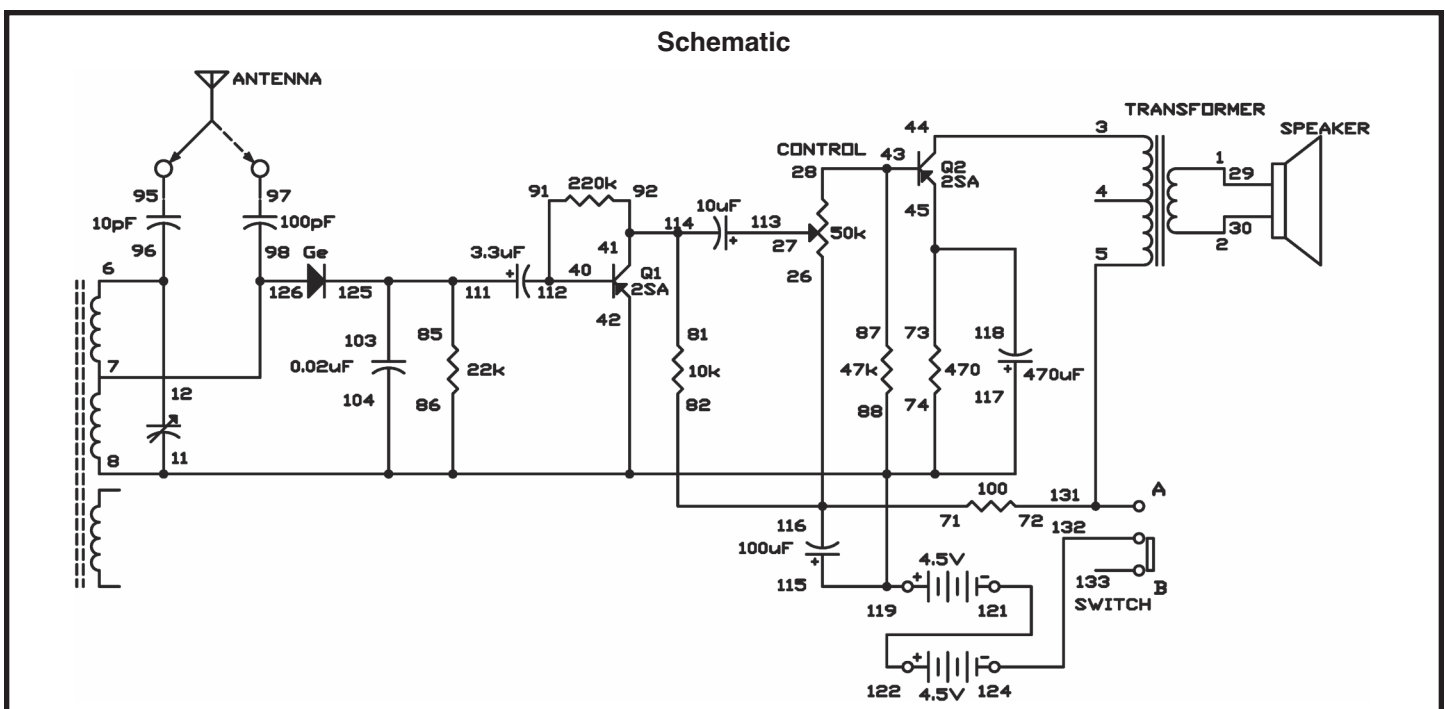 Schematic
ANTENNA
TRANSFORMER
SPEAKER
CONTROL
44
3
28
43
Q2
2SA
1
29
95
97
91
220k
92
10pF
100pF
10uF
114
113
27
50k
45
4
30
2
96
98
Ge
3.3uF
41
26
5
6
126
125
111
112
40
Q1
2SA
42
7
12
103
0.02uF
104
85
22k
86
81
10k
82
87
47k
88
73
470
74
118
470uF
117
8
11
116
100uF
115
71
100
72
131
A
132
4.5V
133
B
SWITCH
119
121
122
4.5V
124